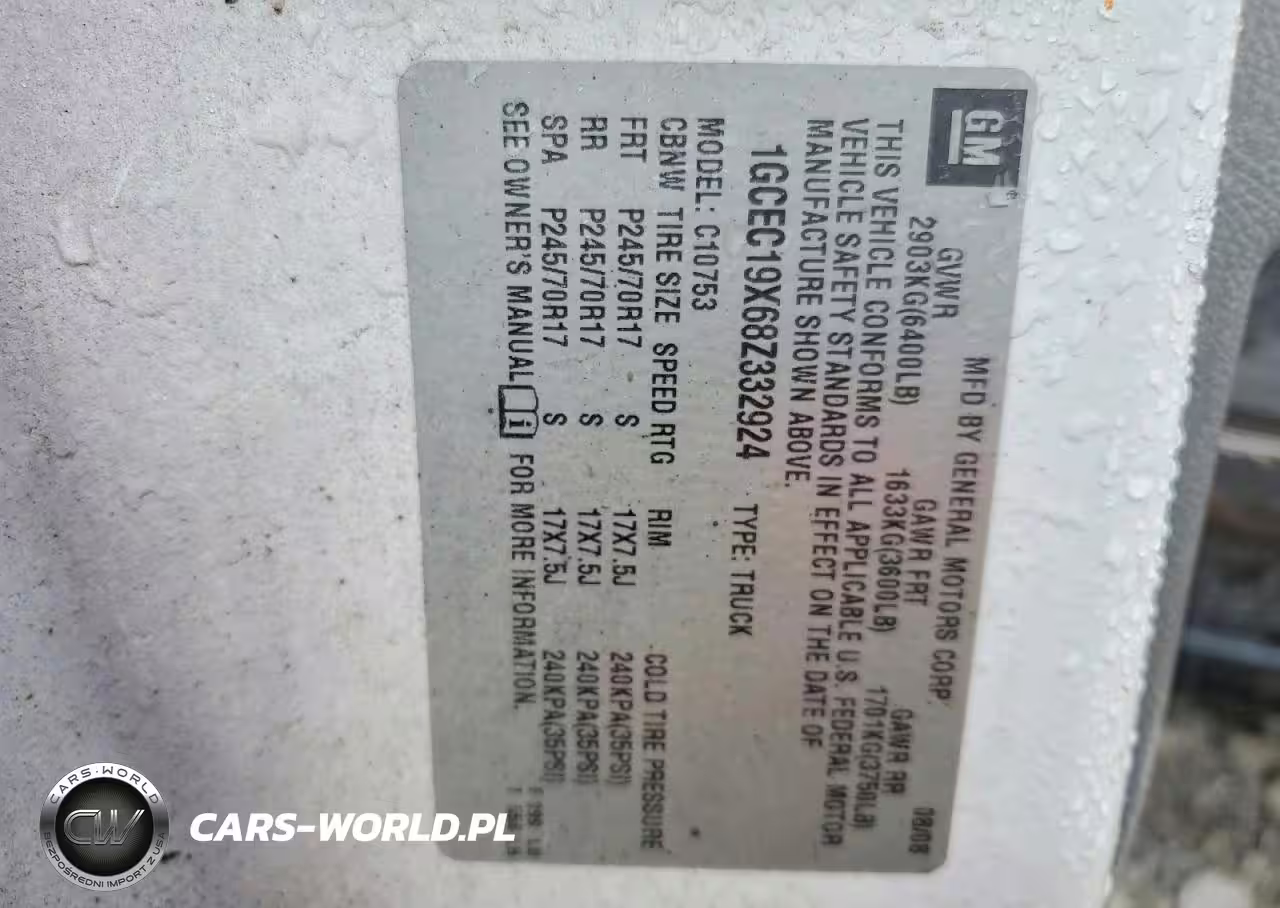 GM
MFD BY GENERAL MOTORS CORP 08/08
GVWR GAWR FRT GAWR RR
2903KG(6400LB) 1633KG(3600LB) 1701KG(3750LB)
THIS VEHICLE CONFORMS TO ALL APPLICABLE U.S. FEDERAL MOTOR
VEHICLE SAFETY STANDARDS IN EFFECT ON THE DATE OF
MANUFACTURE SHOWN ABOVE.
1GCEC19X68Z332924 TYPE: TRUCK
MODEL: C10753
CBNW TIRE SIZE SPEED RTG RIM COLD TIRE PRESSURE
FRT P245/70R17 S 17X7.5J 240KPA(35PSI)
RR P245/70R17 S 17X7.5J 240KPA(35PSI)
SPA P245/70R17 S 17X7.5J 240KPA(35PSI)
SEE OWNER'S MANUAL i FOR MORE INFORMATION.
CARS-WORLD
CW
BEZPOŚREDNI IMPORT Z USA
CARS-WORLD.PL